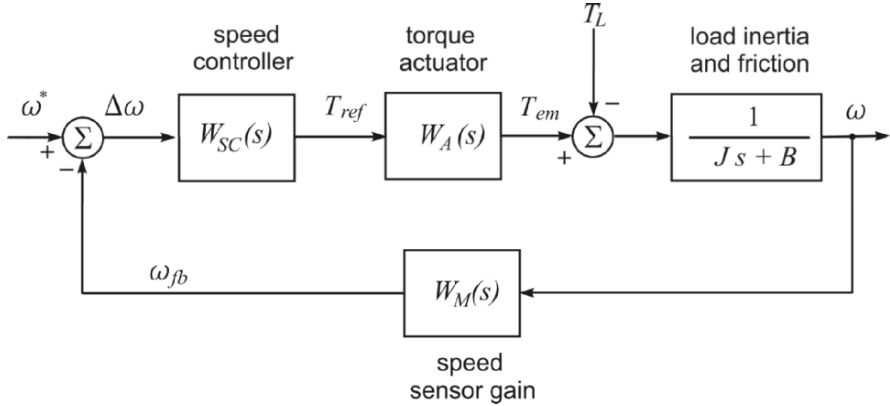 speed
controller
torque
actuator
T_L
load inertia
and friction
ω*
+
−
Σ
Δω
W_SC(s)
T_ref
W_A(s)
T_em
+
−
Σ
1
J s + B
ω
ω_fb
W_M(s)
speed
sensor gain